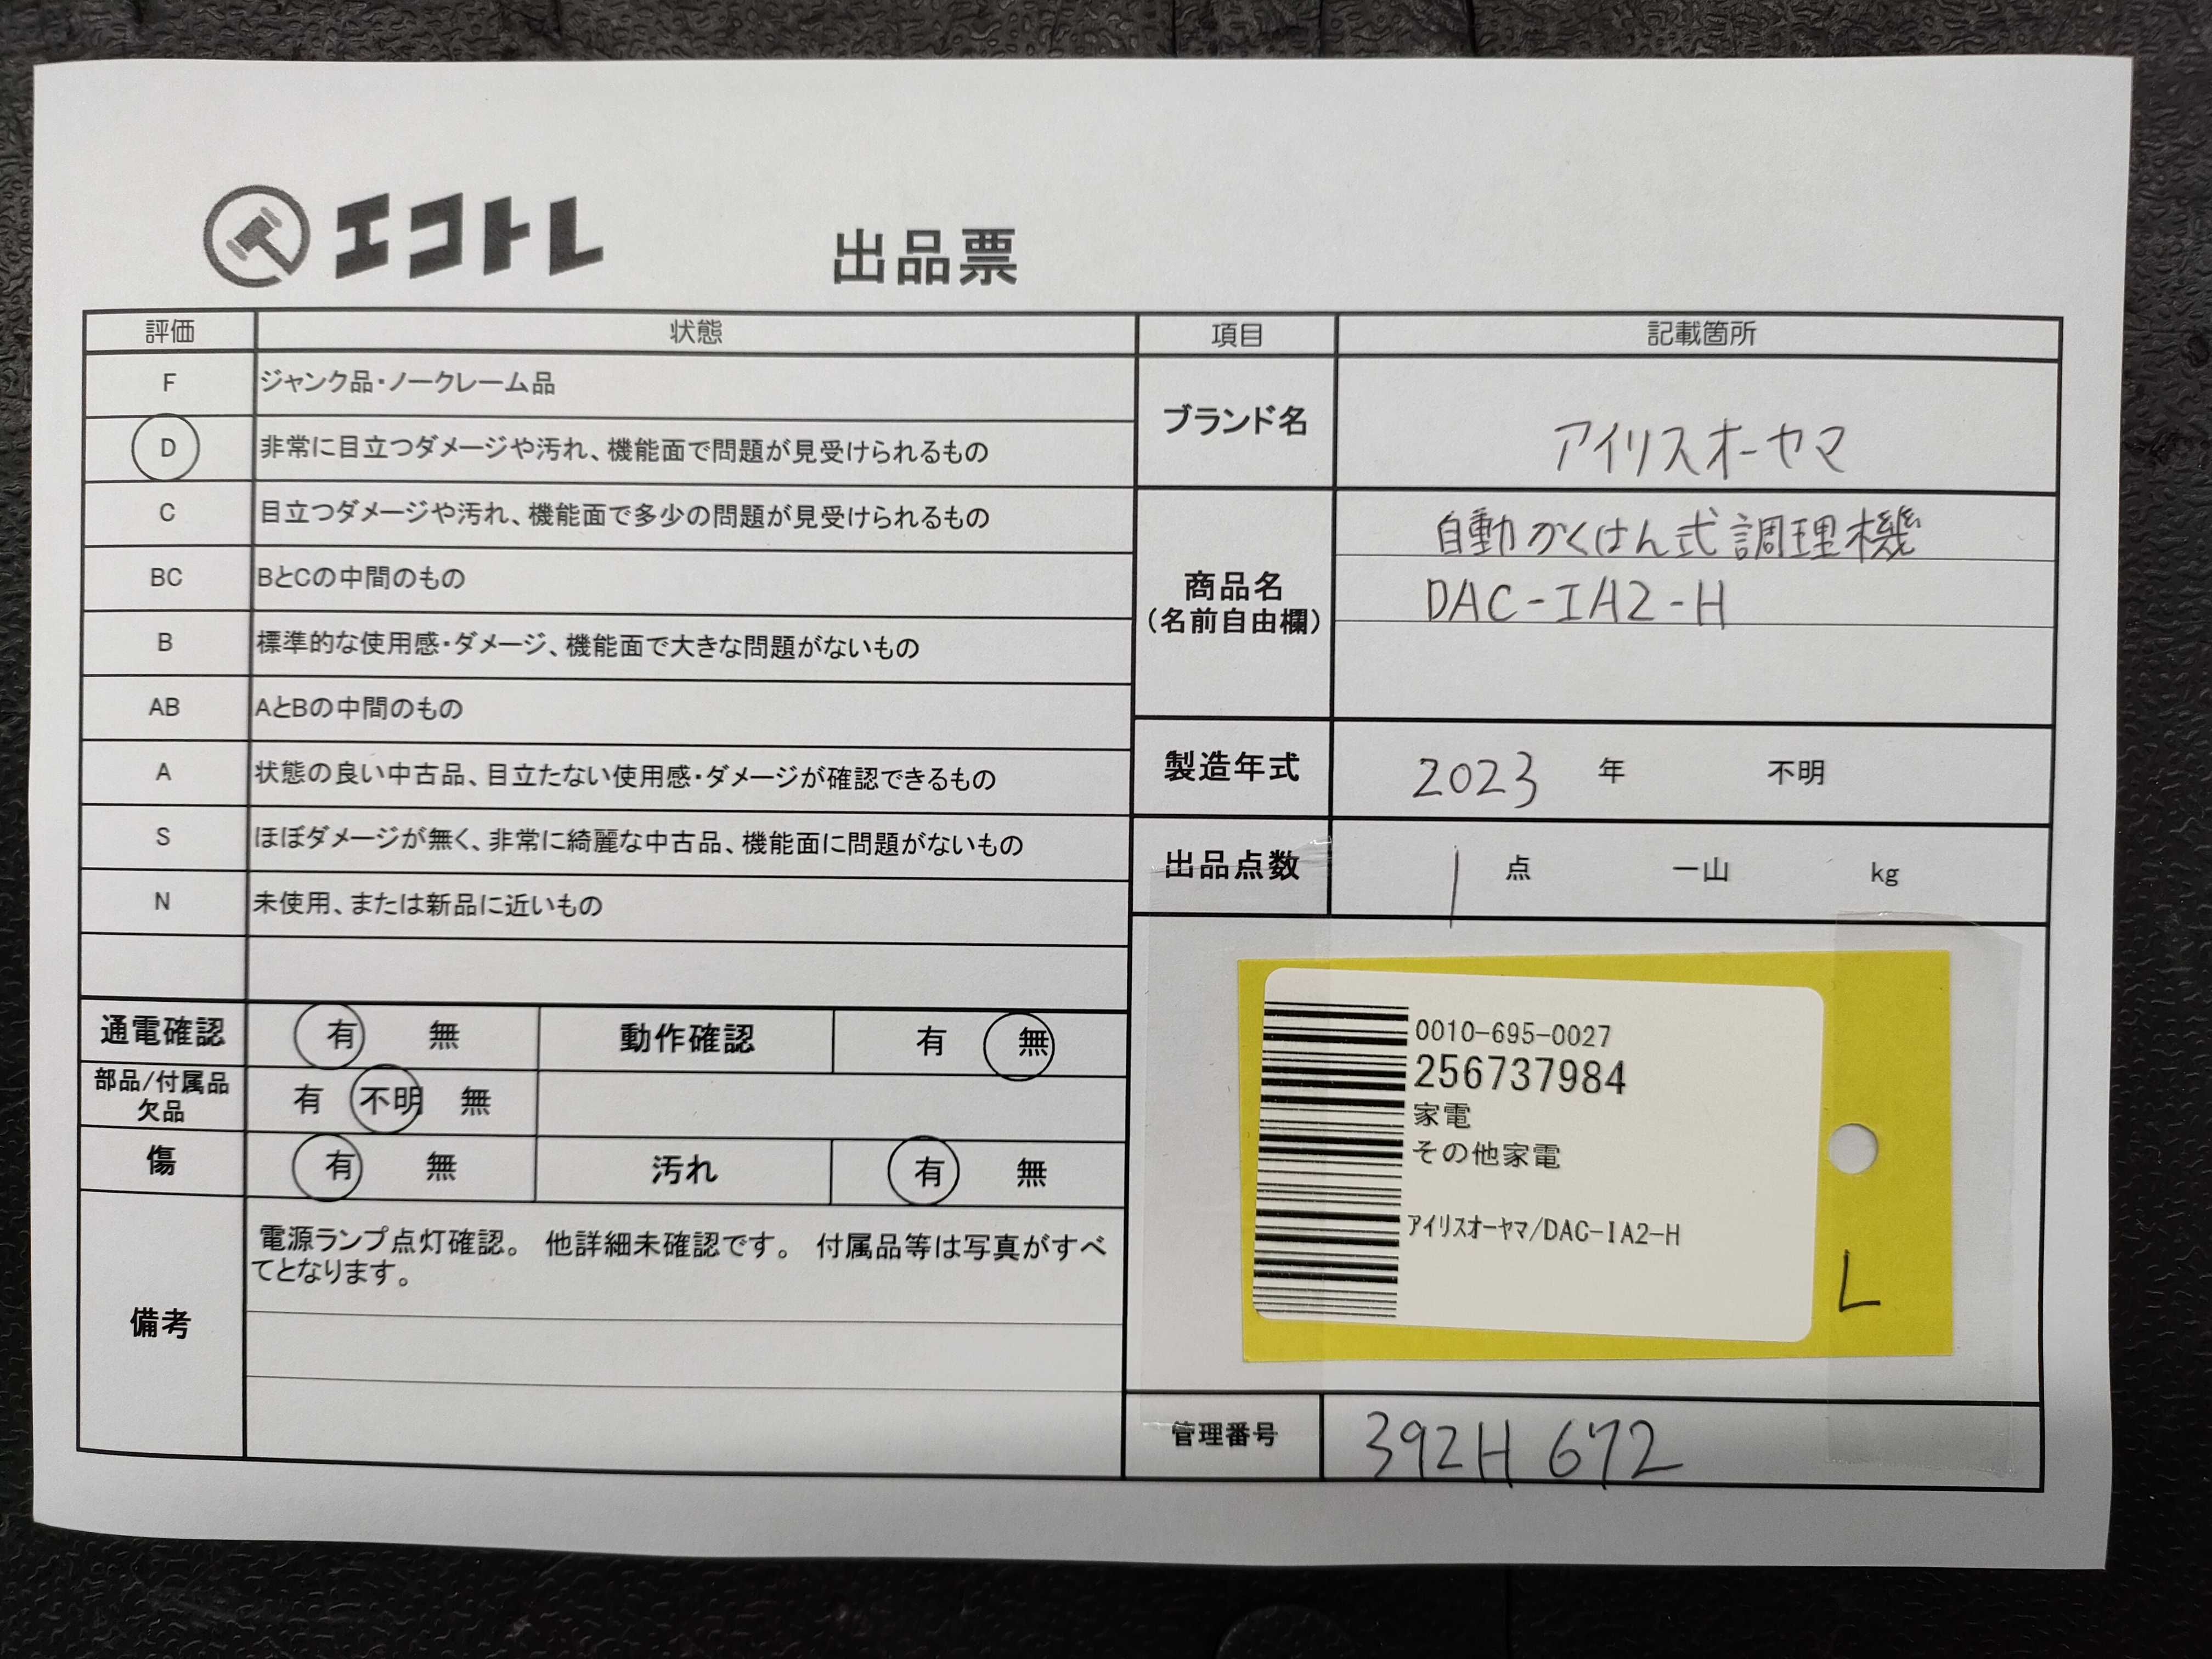 エコトレ
出品票
評価 状態
F ジャンク品・ノークレーム品
D 非常に目立つダメージや汚れ、機能面で問題が見受けられるもの
C 目立つダメージや汚れ、機能面で多少の問題が見受けられるもの
BC BとCの中間のもの
B 標準的な使用感・ダメージ、機能面で大きな問題がないもの
AB AとBの中間のもの
A 状態の良い中古品、目立たない使用感・ダメージが確認できるもの
S ほぼダメージが無く、非常に綺麗な中古品、機能面に問題がないもの
N 未使用、または新品に近いもの
通電確認 有 無 動作確認 有 無
部品/付属品
欠品 有 不明 無
傷 有 無 汚れ 有 無
備考
電源ランプ点灯確認。 他詳細未確認です。 付属品等は写真がすべ
てとなります。
項目 記載箇所
ブランド名 アイリスオーヤマ
商品名
(名前自由欄)
自動かくはん式調理機
DAC-IA2-H
製造年式 2023 年 不明
出品点数 1 点 一山 kg
0010-695-0027
256737984
家電
その他家電
ｱｲﾘｽｵｰﾔﾏ/DAC-IA2-H
L
管理番号 392H 672